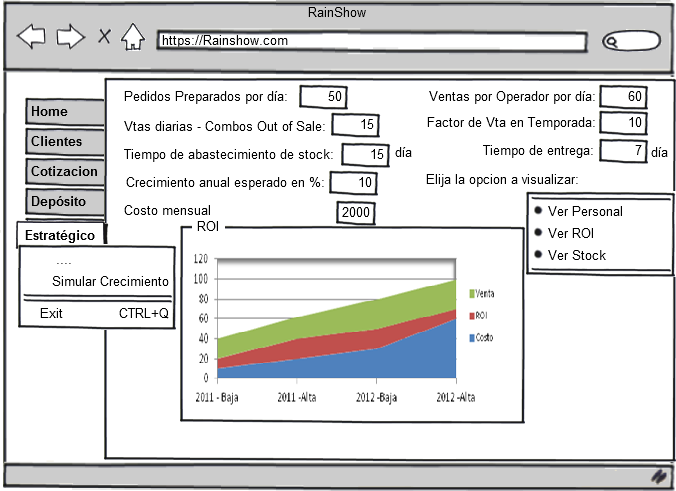 RainShow
https://Rainshow.com
Pedidos Preparados por día: 50
Ventas por Operador por día: 60
Vtas diarias - Combos Out of Sale: 15
Factor de Vta en Temporada: 10
Tiempo de abastecimiento de stock: 15 día
Tiempo de entrega: 7 día
Crecimiento anual esperado en %: 10
Elija la opcion a visualizar:
Costo mensual 2000
Ver Personal
Ver ROI
Ver Stock
Home
Clientes
Cotizacion
Depósito
Estratégico
....
Simular Crecimiento
Exit CTRL+Q
ROI
120
100
80
60
40
20
0
2011 - Baja 2011 -Alta 2012 -Baja 2012 -Alta
Venta
ROI
Costo